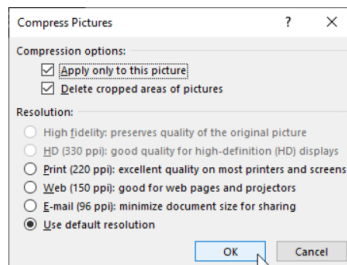 Compress Pictures ? ×
Compression options:
Apply only to this picture
Delete cropped areas of pictures
Resolution:
High fidelity: preserves quality of the original picture
HD (330 ppi): good quality for high-definition (HD) displays
Print (220 ppi): excellent quality on most printers and screens
Web (150 ppi): good for web pages and projectors
E-mail (96 ppi): minimize document size for sharing
Use default resolution
OK Cancel